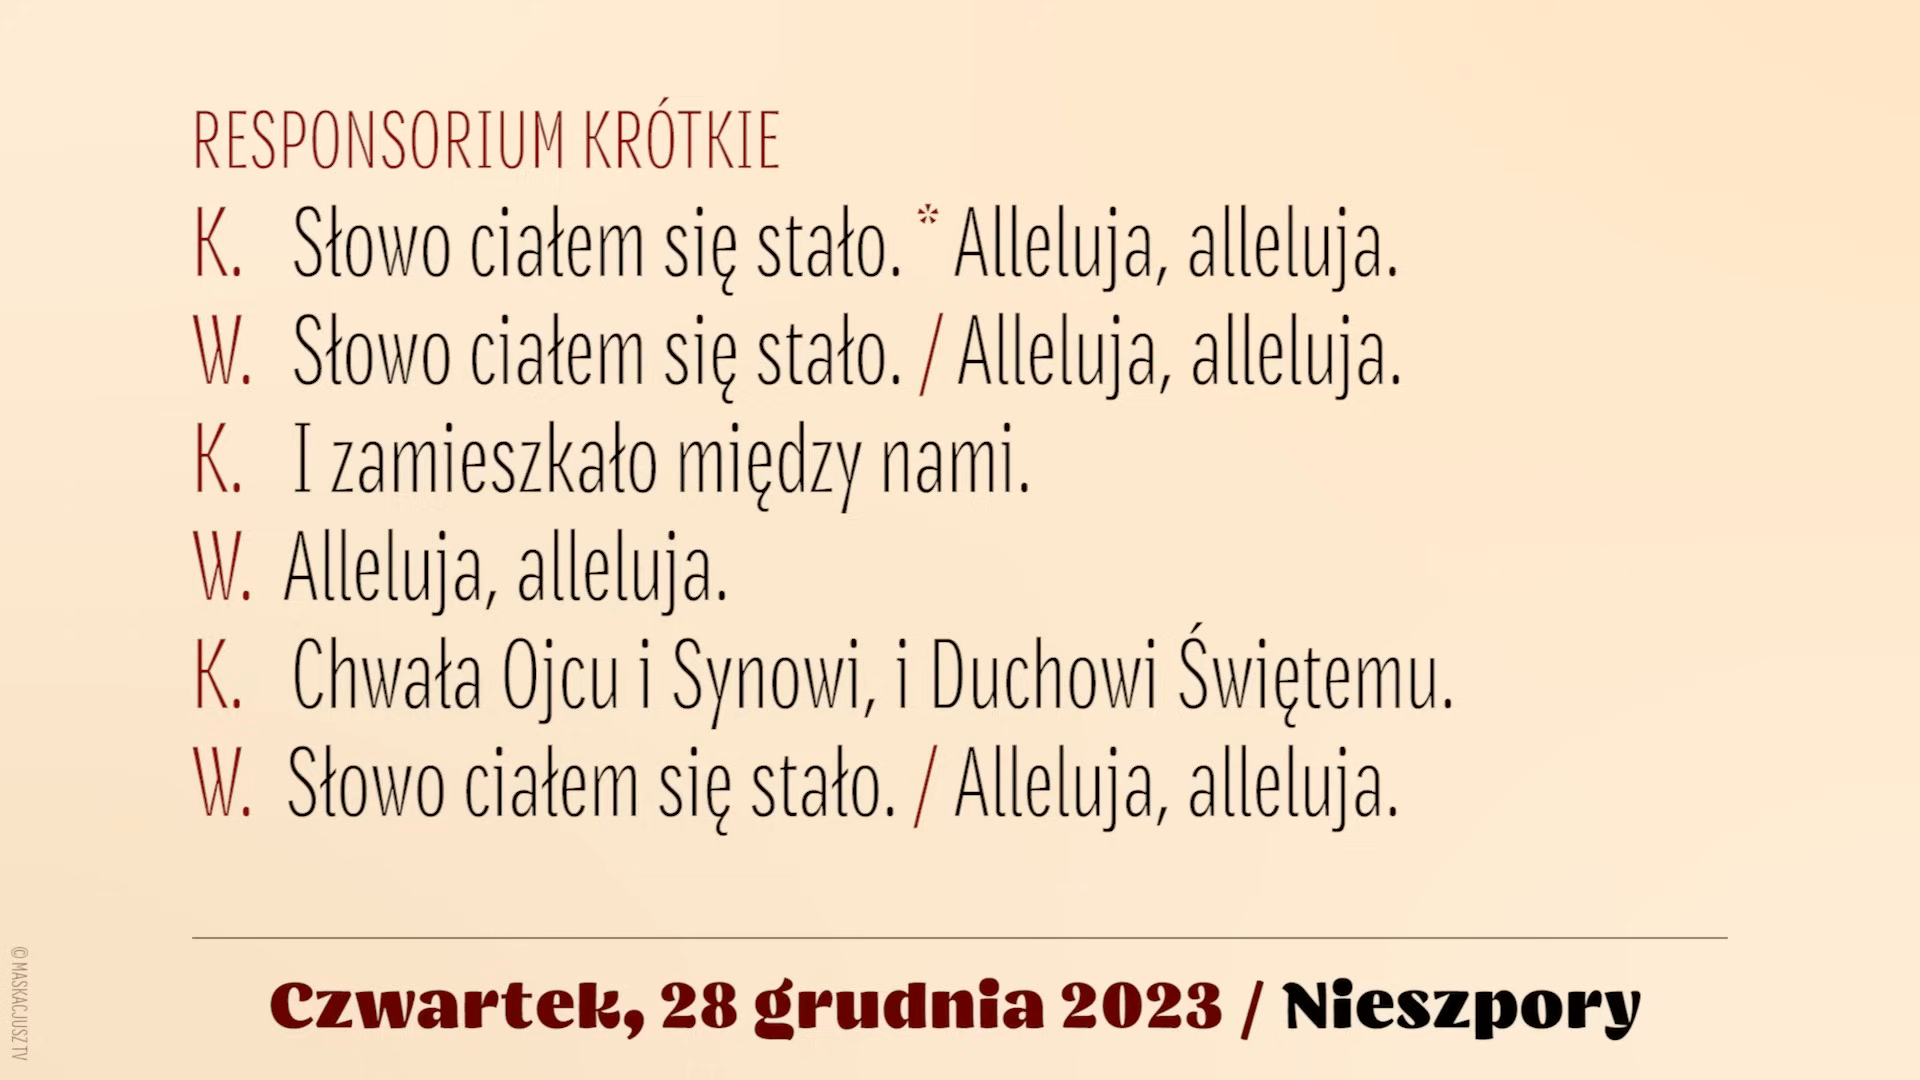 RESPONSORIUM KRÓTKIE
K. Słowo ciałem się stało. * Alleluja, alleluja.
W. Słowo ciałem się stało. / Alleluja, alleluja.
K. I zamieszkało między nami.
W. Alleluja, alleluja.
K. Chwała Ojcu i Synowi, i Duchowi Świętemu.
W. Słowo ciałem się stało. / Alleluja, alleluja.
Czwartek, 28 grudnia 2023 / Nieszpory
© MASKACJUSZ TV